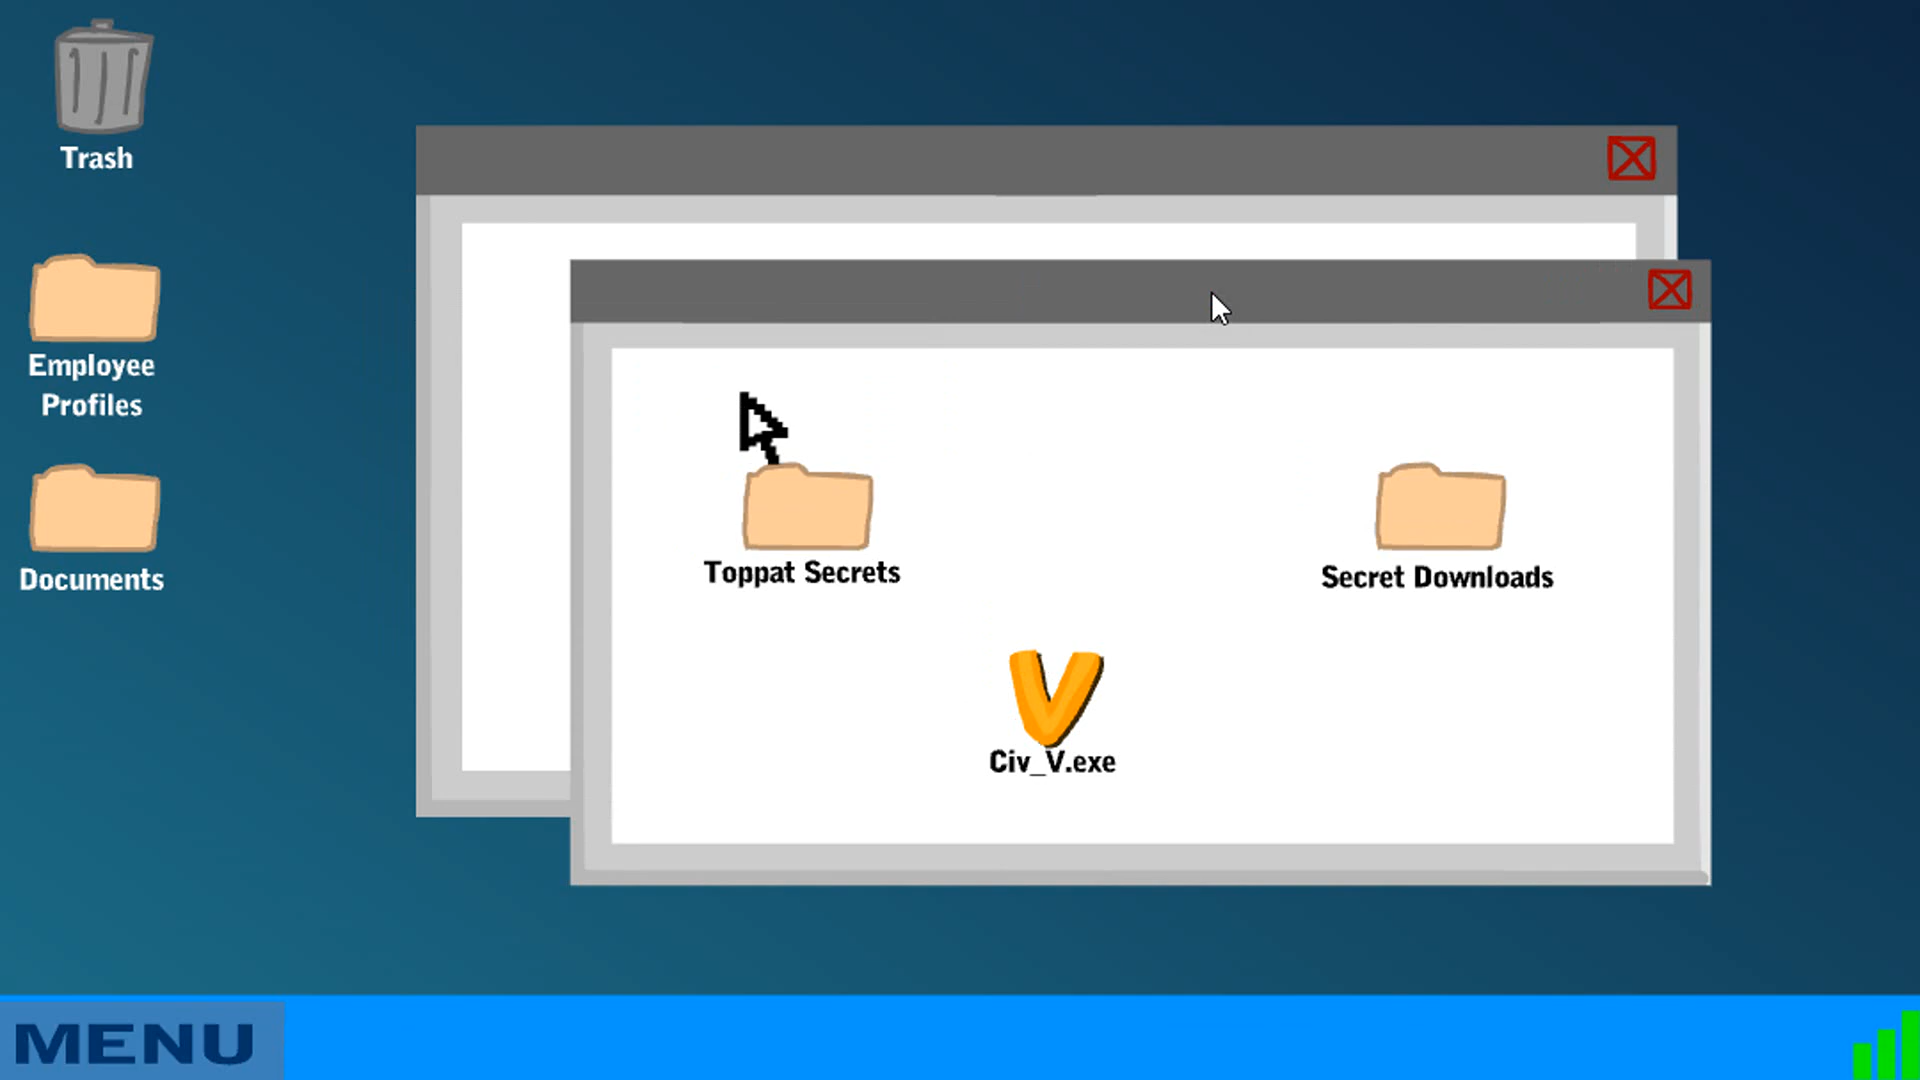 Trash
Employee
Profiles
Documents
Toppat Secrets
Secret Downloads
V
Civ_V.exe
MENU